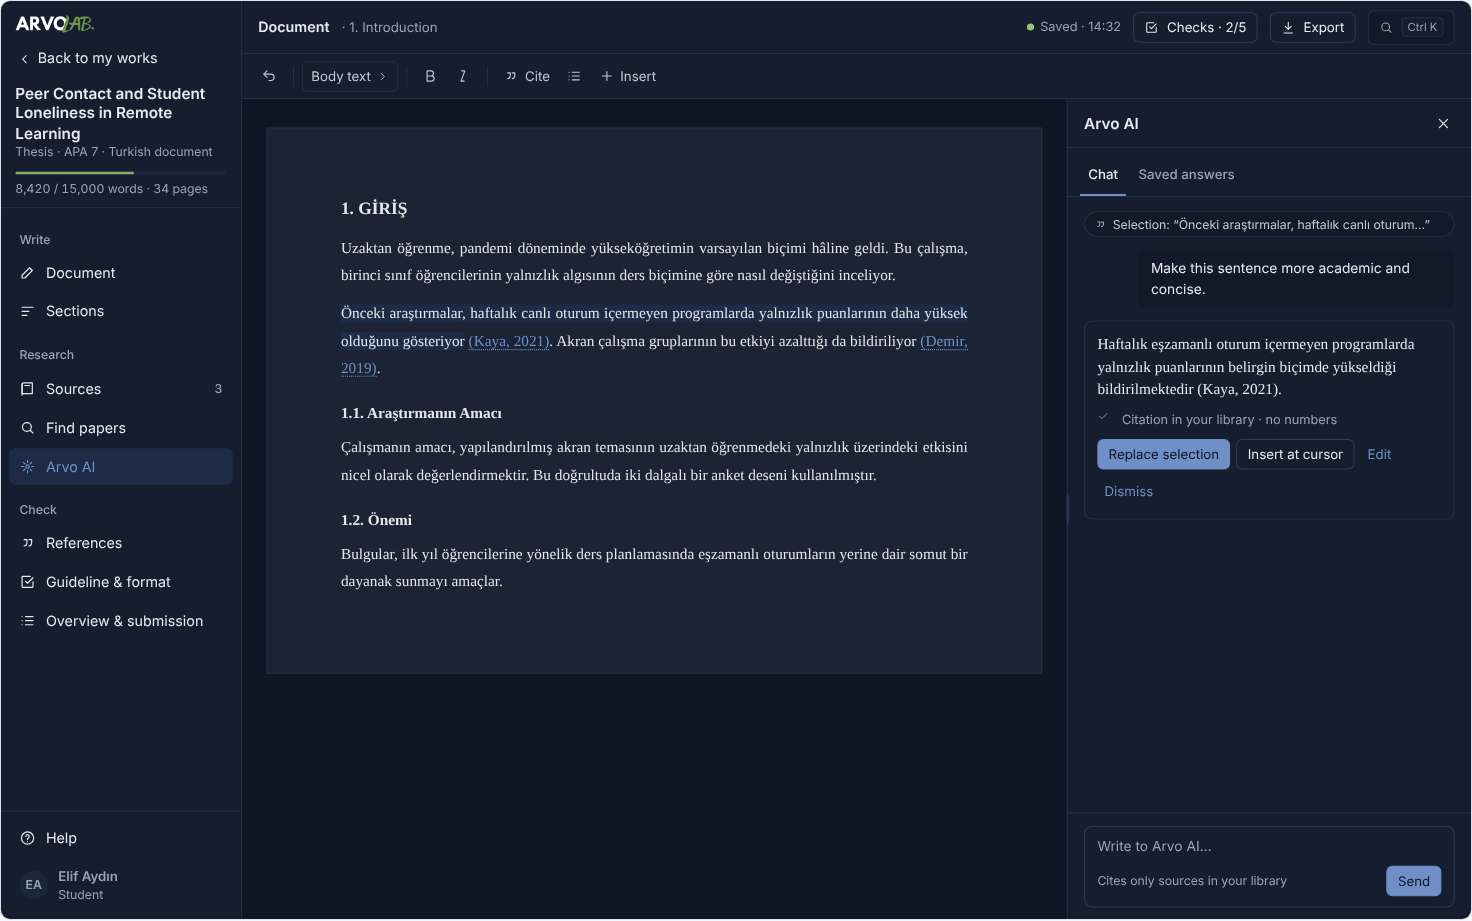 ARVOLAB.
Back to my works
Peer Contact and Student
Loneliness in Remote
Learning
Thesis · APA 7 · Turkish document
8,420 / 15,000 words · 34 pages
Write
Document
Sections
Research
Sources 3
Find papers
Arvo AI
Check
References
Guideline & format
Overview & submission
Help
EA
Elif Aydın
Student
Document · 1. Introduction
Saved · 14:32
Checks · 2/5
Export
Ctrl K
Body text
B I
Cite
Insert
1. GİRİŞ
Uzaktan öğrenme, pandemi döneminde yükseköğretimin varsayılan biçimi hâline geldi. Bu çalışma,
birinci sınıf öğrencilerinin yalnızlık algısının ders biçimine göre nasıl değiştiğini inceliyor.
Önceki araştırmalar, haftalık canlı oturum içermeyen programlarda yalnızlık puanlarının daha yüksek
olduğunu gösteriyor (Kaya, 2021). Akran çalışma gruplarının bu etkiyi azalttığı da bildiriliyor (Demir,
2019).
1.1. Araştırmanın Amacı
Çalışmanın amacı, yapılandırılmış akran temasının uzaktan öğrenmedeki yalnızlık üzerindeki etkisini
nicel olarak değerlendirmektir. Bu doğrultuda iki dalgalı bir anket deseni kullanılmıştır.
1.2. Önemi
Bulgular, ilk yıl öğrencilerine yönelik ders planlamasında eşzamanlı oturumların yerine dair somut bir
dayanak sunmayı amaçlar.
Arvo AI
Chat
Saved answers
Selection: “Önceki araştırmalar, haftalık canlı oturum...”
Make this sentence more academic and
concise.
Haftalık eşzamanlı oturum içermeyen programlarda
yalnızlık puanlarının belirgin biçimde yükseldiği
bildirilmektedir (Kaya, 2021).
Citation in your library · no numbers
Replace selection
Insert at cursor
Edit
Dismiss
Write to Arvo AI...
Cites only sources in your library
Send